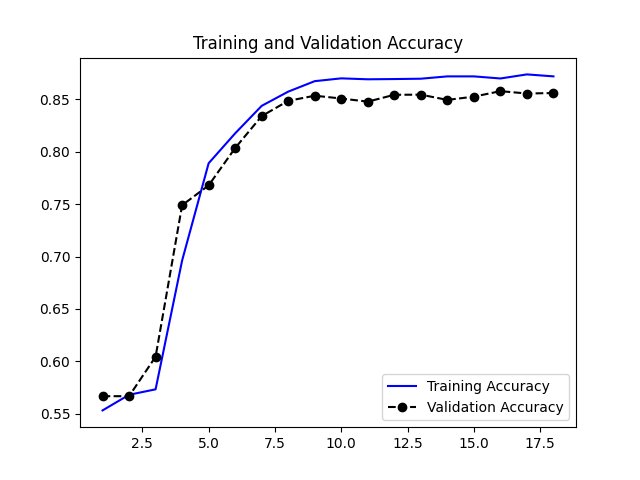 Training and Validation Accuracy
0.85
0.80
0.75
0.70
0.65
0.60
0.55
Training Accuracy
Validation Accuracy
2.5 5.0 7.5 10.0 12.5 15.0 17.5